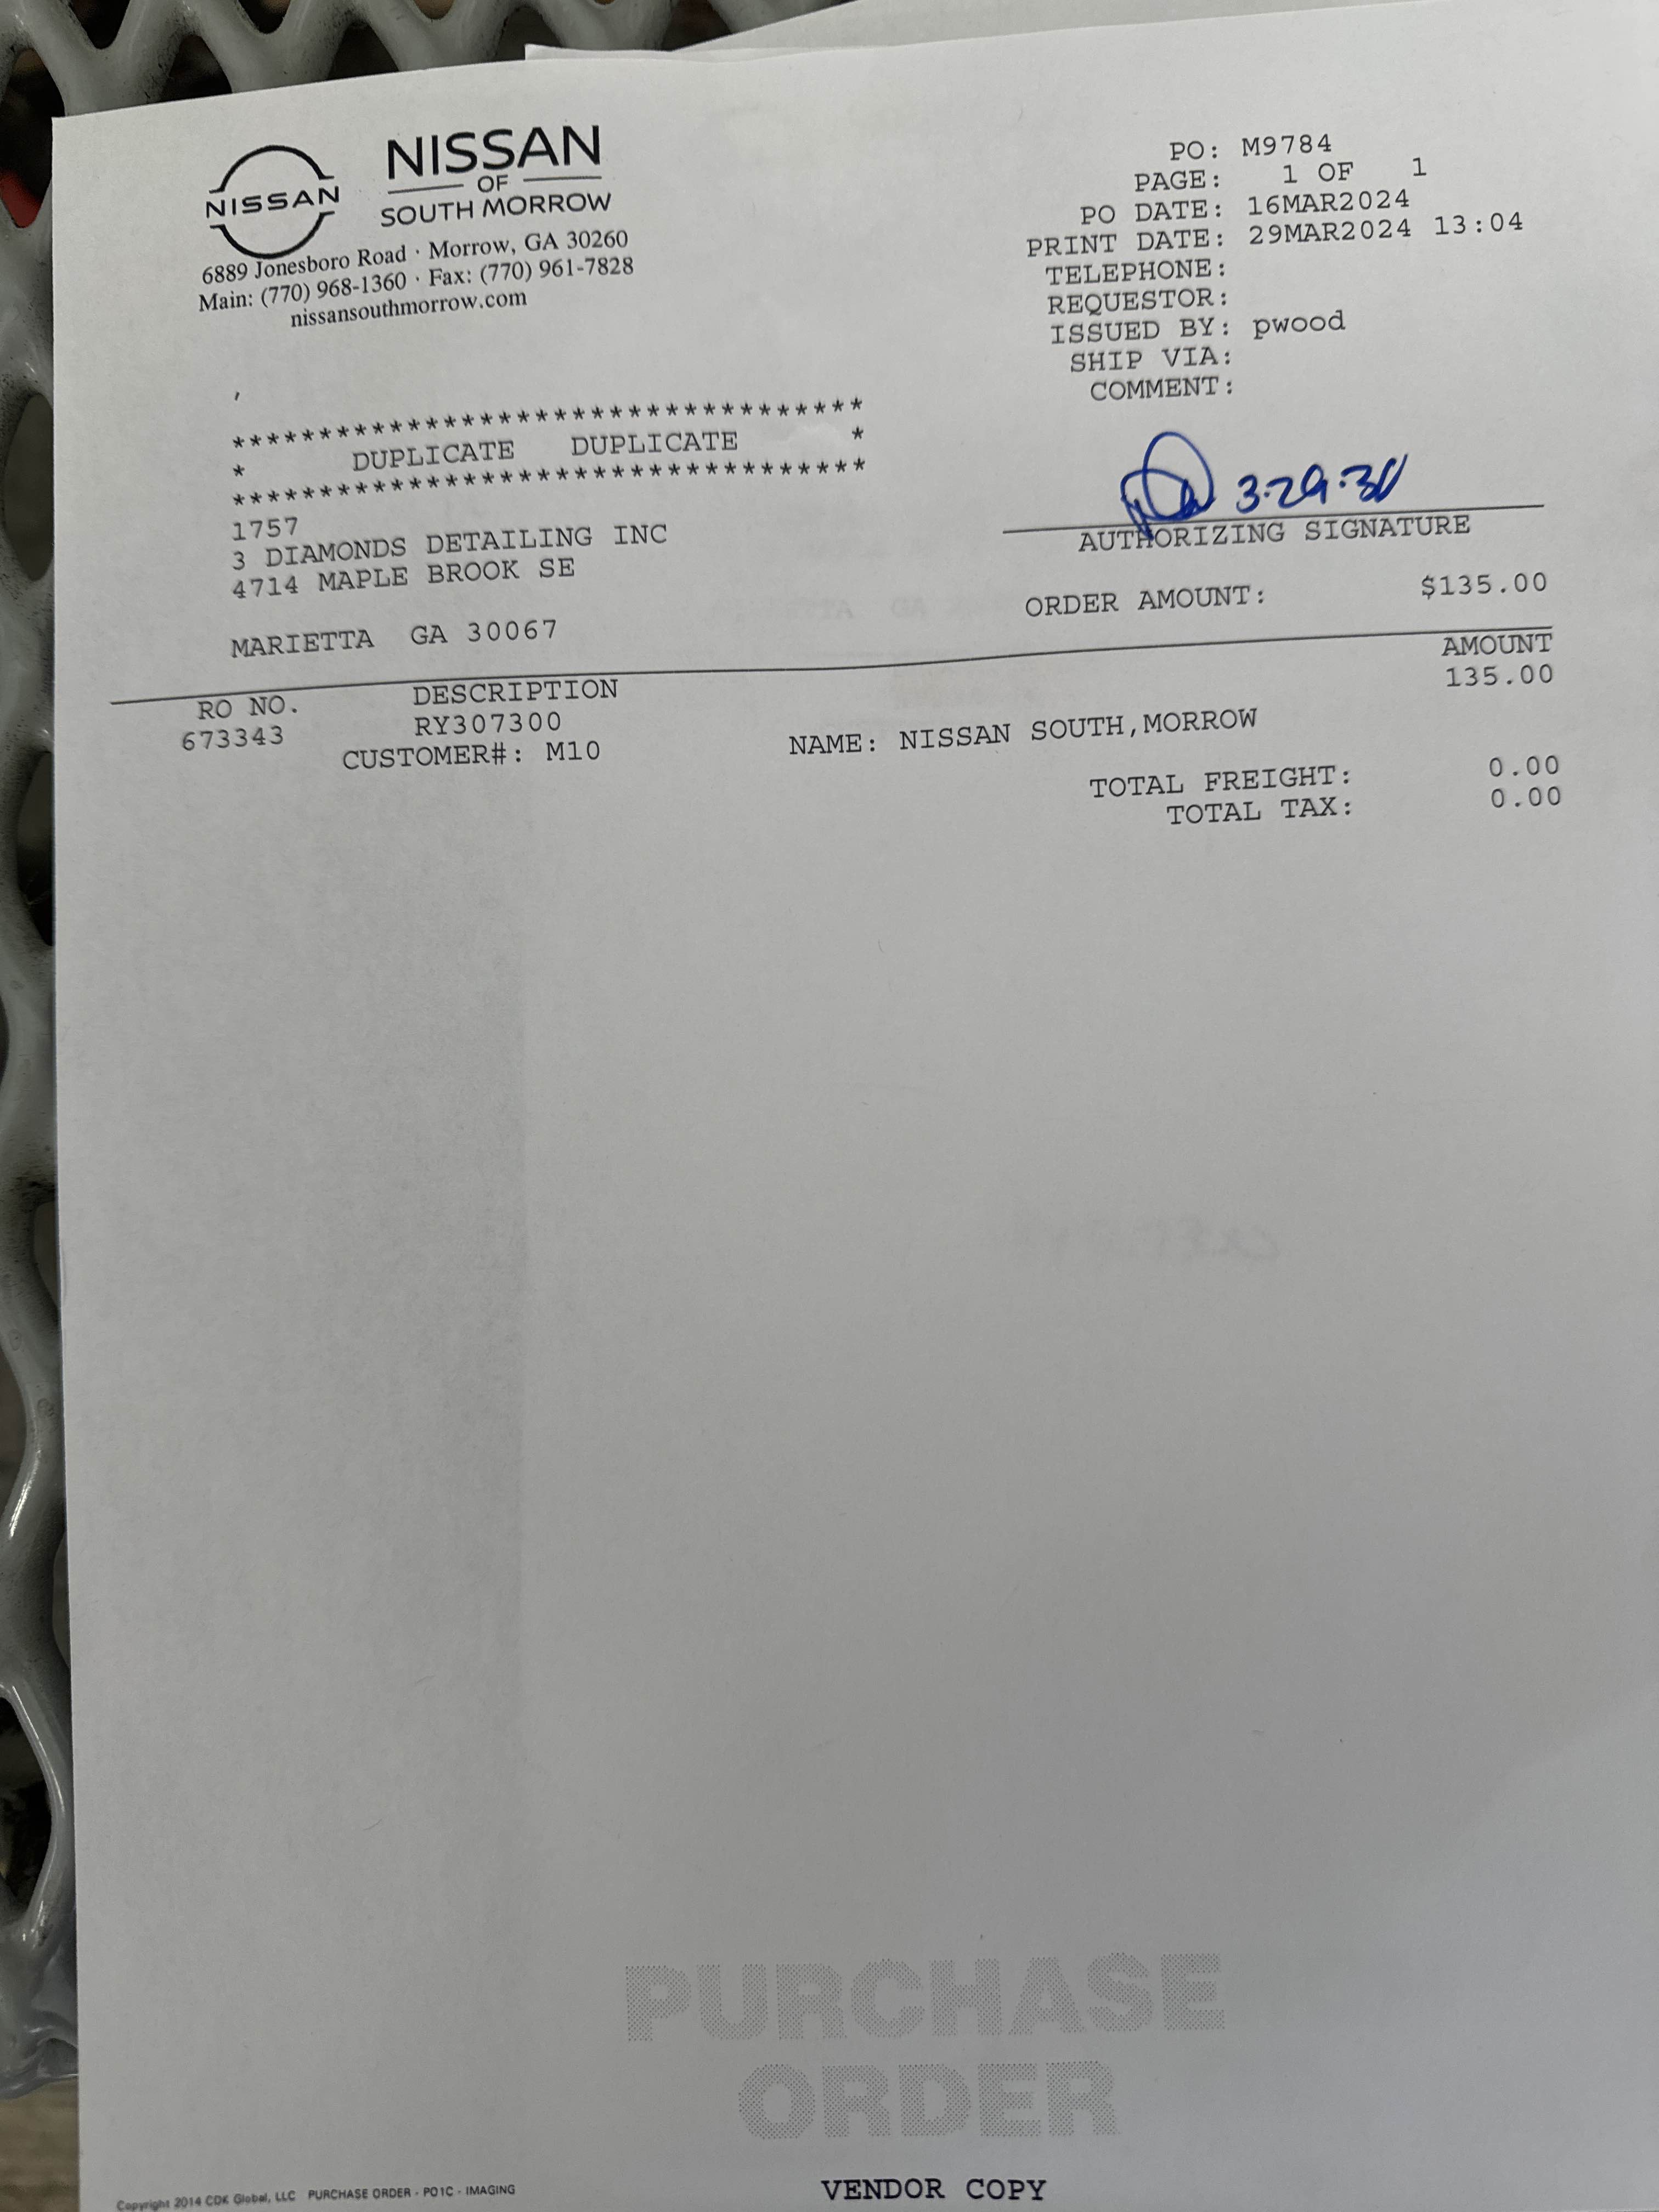 NISSAN
NISSAN
OF
SOUTH MORROW
6889 Jonesboro Road · Morrow, GA 30260
Main: (770) 968-1360 · Fax: (770) 961-7828
nissansouthmorrow.com
PO: M9784
PAGE: 1 OF 1
PO DATE: 16MAR2024
PRINT DATE: 29MAR2024 13:04
TELEPHONE:
REQUESTOR:
ISSUED BY: pwood
SHIP VIA:
COMMENT:
************************************
* DUPLICATE DUPLICATE *
************************************
1757
3 DIAMONDS DETAILING INC
4714 MAPLE BROOK SE
MARIETTA GA 30067
AUTHORIZING SIGNATURE
ORDER AMOUNT: $135.00
RO NO. DESCRIPTION AMOUNT
673343 RY307300 135.00
CUSTOMER#: M10 NAME: NISSAN SOUTH,MORROW
TOTAL FREIGHT: 0.00
TOTAL TAX: 0.00
PURCHASE
ORDER
VENDOR COPY
Copyright 2014 CDK Global, LLC PURCHASE ORDER - PO1C - IMAGING